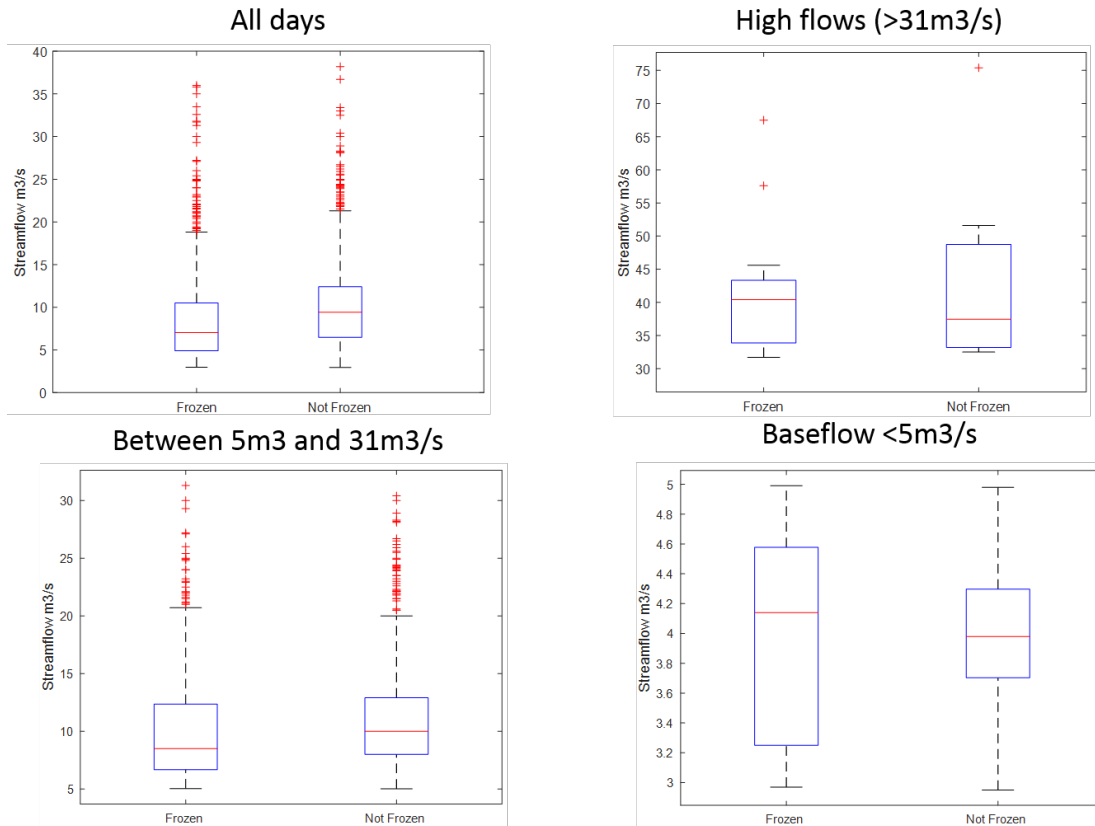 All days
40
35
30
25
20
15
10
5
0
Streamflow m3/s
Frozen
Not Frozen
High flows (>31m3/s)
75
70
65
60
55
50
45
40
35
30
Streamflow m3/s
Frozen
Not Frozen
Between 5m3 and 31m3/s
30
25
20
15
10
5
Streamflow m3/s
Frozen
Not Frozen
Baseflow <5m3/s
5
4.8
4.6
4.4
4.2
4
3.8
3.6
3.4
3.2
3
Streamflow m3/s
Frozen
Not Frozen